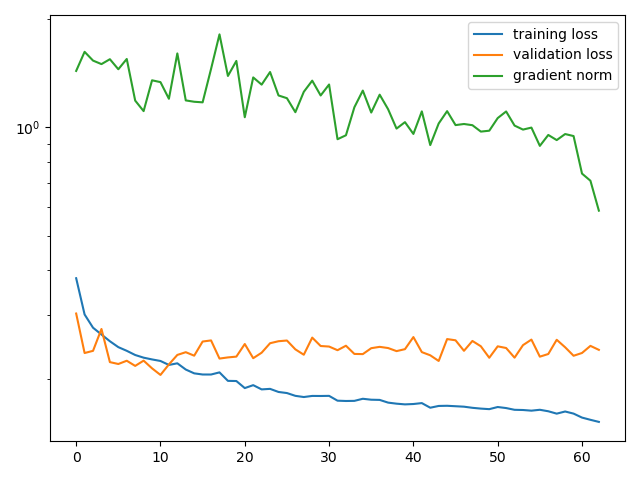 training loss
validation loss
gradient norm
10⁰
0 10 20 30 40 50 60